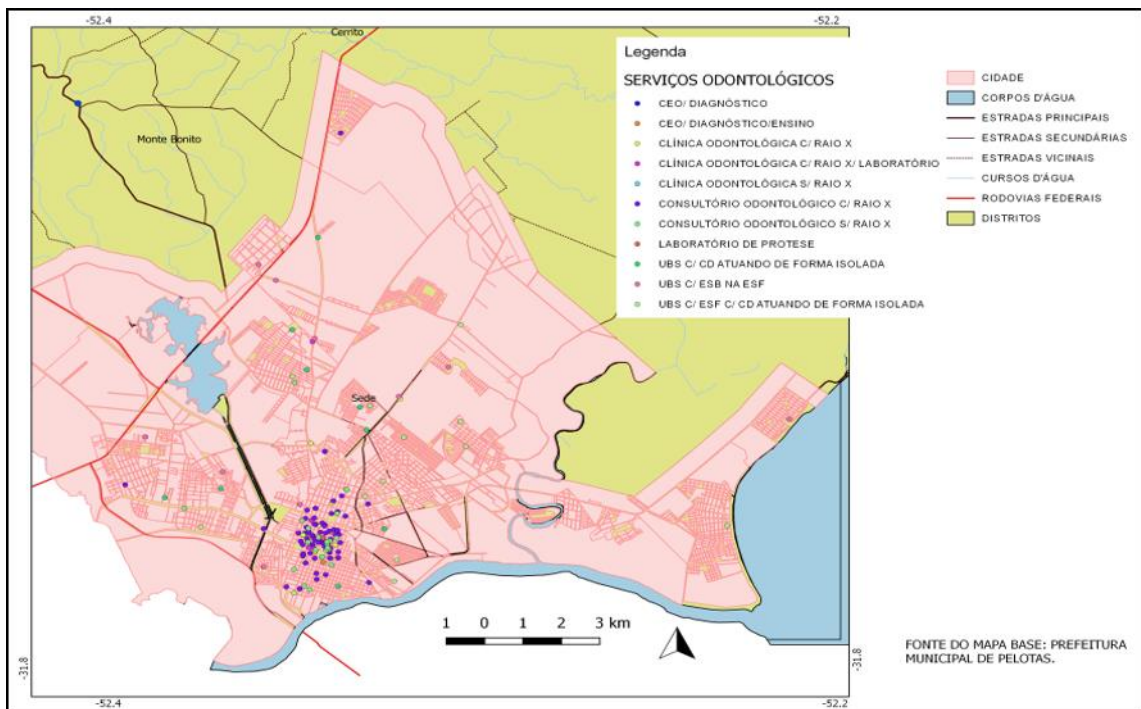 -52.4
-52.2
Cerrito
Monte Bonito
Sede
Legenda
SERVIÇOS ODONTOLÓGICOS
CEO/ DIAGNÓSTICO
CEO/ DIAGNÓSTICO/ENSINO
CLÍNICA ODONTOLÓGICA C/ RAIO X
CLÍNICA ODONTOLÓGICA C/ RAIO X/ LABORATÓRIO
CLÍNICA ODONTOLÓGICA S/ RAIO X
CONSULTÓRIO ODONTOLÓGICO C/ RAIO X
CONSULTÓRIO ODONTOLÓGICO S/ RAIO X
LABORATÓRIO DE PROTESE
UBS C/ CD ATUANDO DE FORMA ISOLADA
UBS C/ ESB NA ESF
UBS C/ ESF C/ CD ATUANDO DE FORMA ISOLADA
CIDADE
CORPOS D'ÁGUA
ESTRADAS PRINCIPAIS
ESTRADAS SECUNDÁRIAS
ESTRADAS VICINAIS
CURSOS D'ÁGUA
RODOVIAS FEDERAIS
DISTRITOS
1 0 1 2 3 km
FONTE DO MAPA BASE: PREFEITURA
MUNICIPAL DE PELOTAS.
-31.8
-31.8
-52.4
-52.2